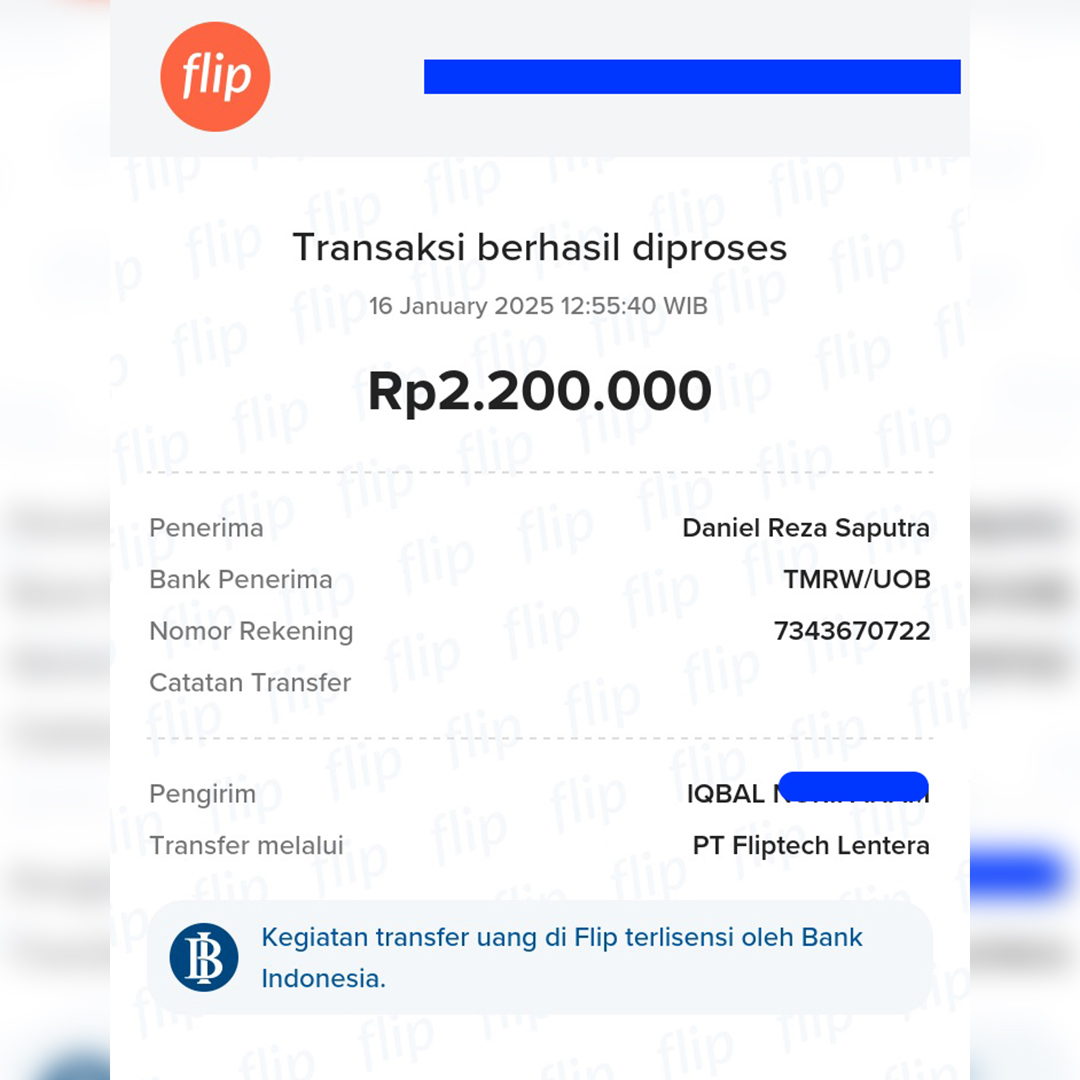 flip
Transaksi berhasil diproses
16 January 2025 12:55:40 WIB
Rp2.200.000
Penerima Daniel Reza Saputra
Bank Penerima TMRW/UOB
Nomor Rekening 7343670722
Catatan Transfer
Pengirim IQBAL
Transfer melalui PT Fliptech Lentera
Kegiatan transfer uang di Flip terlisensi oleh Bank
Indonesia.